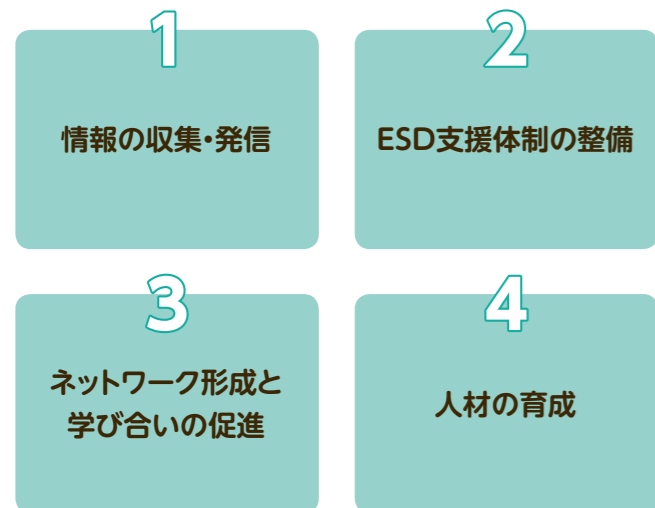 1
情報の収集・発信
2
ESD支援体制の整備
3
ネットワーク形成と
学び合いの促進
4
人材の育成